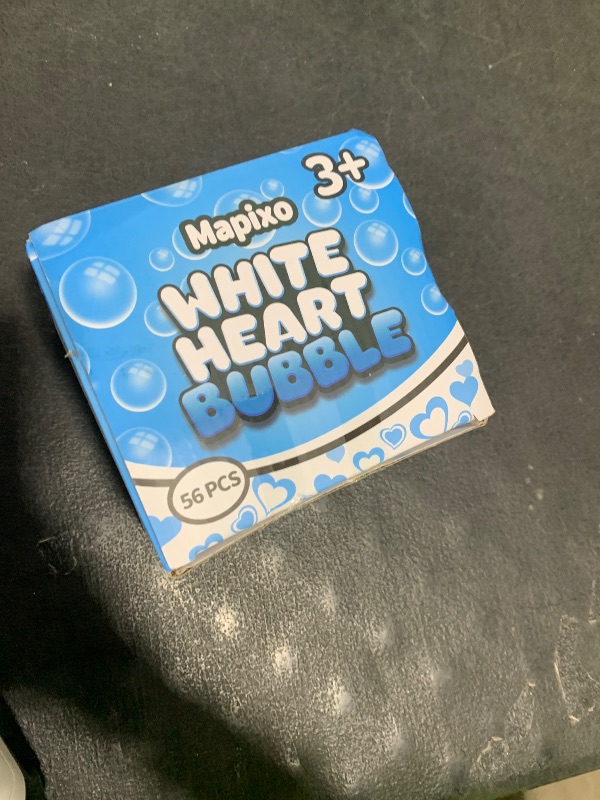 3+
Mapixo
WHITE
HEART
BUBBLE
56 PCS